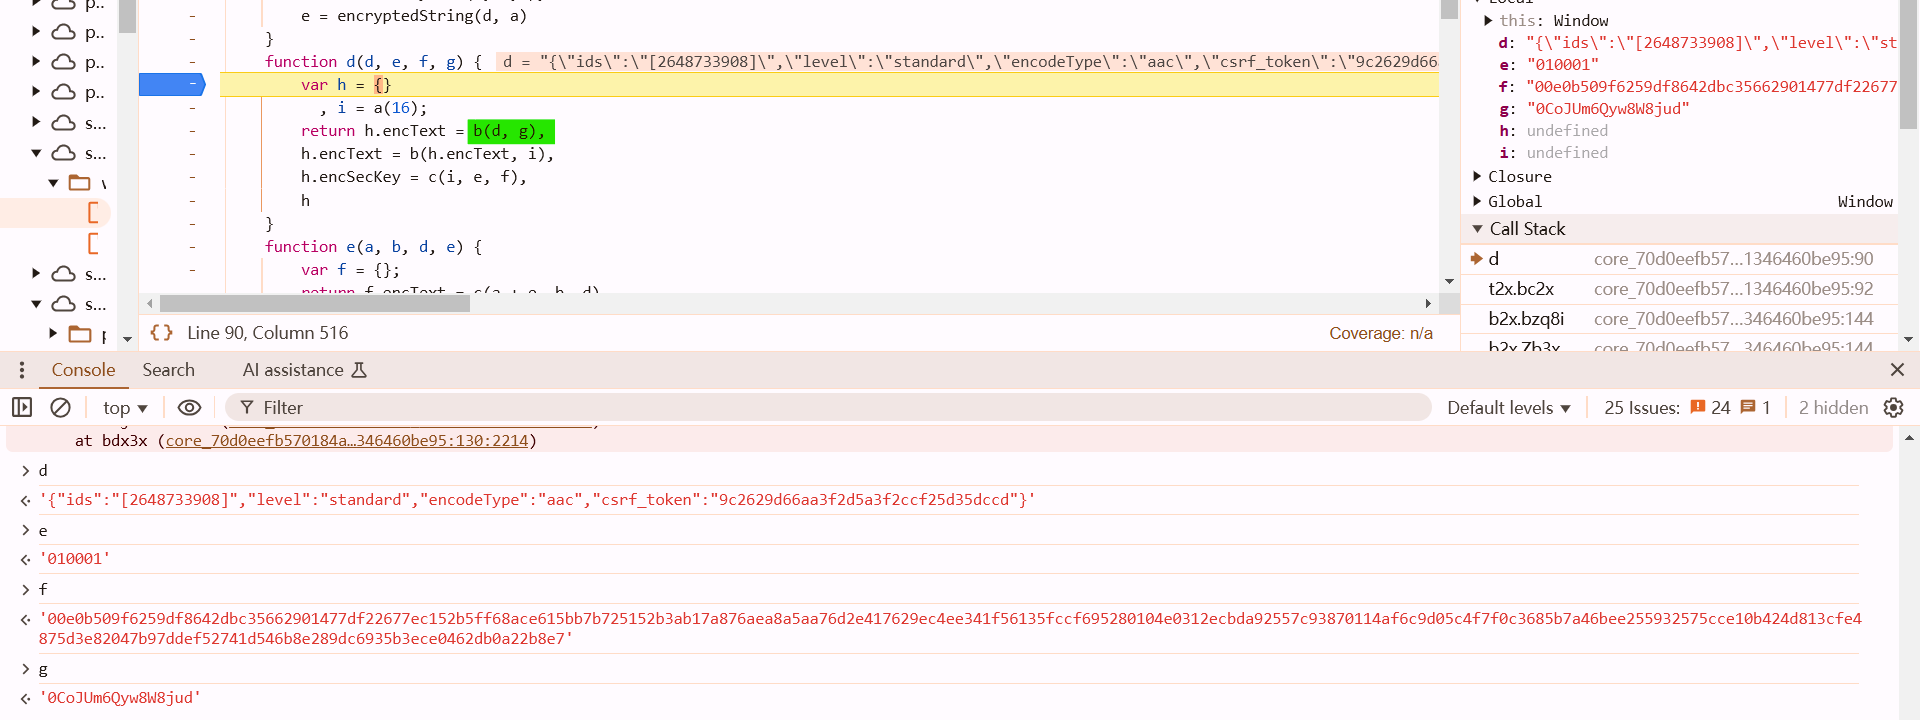 p...
e = encryptedString(d, a)
p...
}
p...
function d(d, e, f, g) { d = "{\"ids\":\"[2648733908]\",\"level\":\"standard\",\"encodeType\":\"aac\",\"csrf_token\":\"9c2629d66
var h = {}
p...
, i = a(16);
s...
return h.encText = b(d, g),
s...
h.encText = b(h.encText, i),
h.encSecKey = c(i, e, f),
h
}
function e(a, b, d, e) {
s...
var f = {};
s...
return f.encText = c(a + e, b, d)
{} Line 90, Column 516
Coverage: n/a
Local
this: Window
d: "{\"ids\":\"[2648733908]\",\"level\":\"st
e: "010001"
f: "00e0b509f6259df8642dbc35662901477df22677
g: "0CoJUm6Qyw8W8jud"
h: undefined
i: undefined
Closure
Global Window
Call Stack
d core_70d0eefb57...1346460be95:90
t2x.bc2x core_70d0eefb57...1346460be95:92
b2x.bzq8i core_70d0eefb57...346460be95:144
b2x.Zb3x core_70d0eefb57...346460be95:144
Console Search AI assistance
top Filter Default levels 25 Issues: 24 1 2 hidden
at bdx3x (core_70d0eefb570184a…346460be95:130:2214)
> d
'{"ids":"[2648733908]","level":"standard","encodeType":"aac","csrf_token":"9c2629d66aa3f2d5a3f2ccf25d35dccd"}'
> e
'010001'
> f
'00e0b509f6259df8642dbc35662901477df22677ec152b5ff68ace615bb7b725152b3ab17a876aea8a5aa76d2e417629ec4ee341f56135fccf695280104e0312ecbda92557c93870114af6c9d05c4f7f0c3685b7a46bee255932575cce10b424d813cfe4
875d3e82047b97ddef52741d546b8e289dc6935b3ece0462db0a22b8e7'
> g
'0CoJUm6Qyw8W8jud'